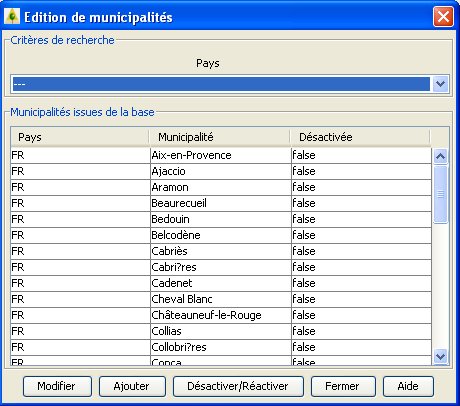 Edition de municipalités
Critères de recherche
Pays
---
Municipalités issues de la base
Pays Municipalité Désactivée
FR Aix-en-Provence false
FR Ajaccio false
FR Aramon false
FR Beaurecueil false
FR Bedouin false
FR Belcodène false
FR Cabriès false
FR Cabri?res false
FR Cadenet false
FR Cheval Blanc false
FR Châteauneuf-le-Rouge false
FR Collias false
FR Collobri?res false
FR Conca false
Modifier Ajouter Désactiver/Réactiver Fermer Aide